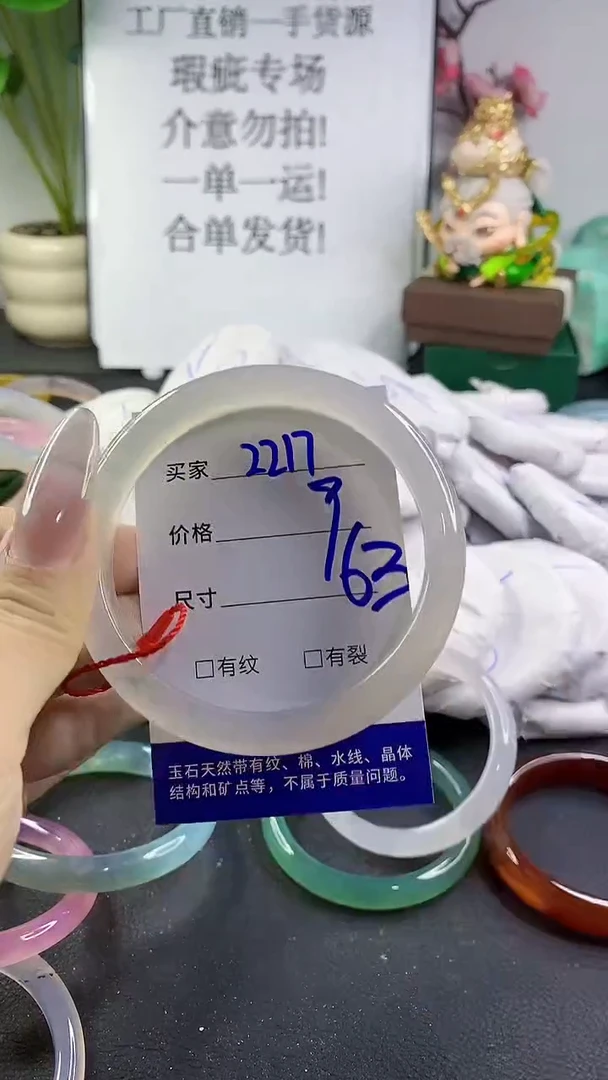 工厂直销一手货源
瑕疵专场
介意勿拍!
一单一运!
合单发货!
买家 2217
价格
尺寸 63
□有纹 □有裂
玉石天然带有纹、棉、水线、晶体
结构和矿点等，不属于质量问题。